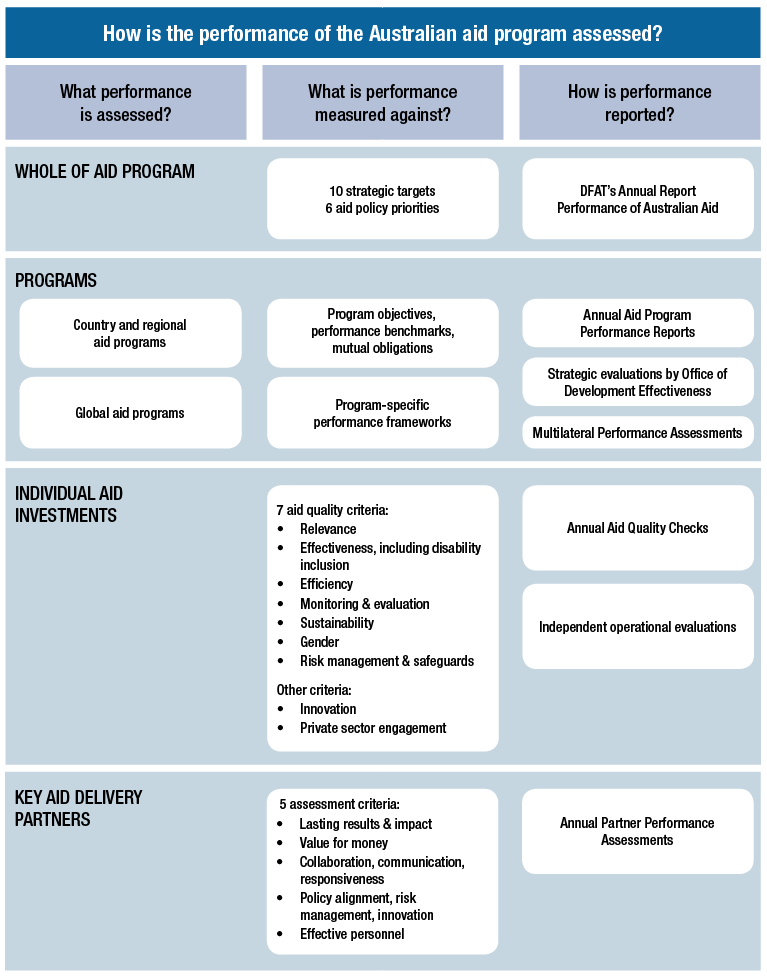 How is the performance of the Australian aid program assessed?
What performance
is assessed?
What is performance
measured against?
How is performance
reported?
WHOLE OF AID PROGRAM
10 strategic targets
6 aid policy priorities
DFAT's Annual Report
Performance of Australian Aid
PROGRAMS
Country and regional
aid programs
Program objectives,
performance benchmarks,
mutual obligations
Annual Aid Program
Performance Reports
Strategic evaluations by Office of
Development Effectiveness
Global aid programs
Program-specific
performance frameworks
Multilateral Performance Assessments
INDIVIDUAL AID
INVESTMENTS
7 aid quality criteria:
• Relevance
• Effectiveness, including disability
inclusion
• Efficiency
• Monitoring & evaluation
• Sustainability
• Gender
• Risk management & safeguards
Other criteria:
• Innovation
• Private sector engagement
Annual Aid Quality Checks
Independent operational evaluations
KEY AID DELIVERY
PARTNERS
5 assessment criteria:
• Lasting results & impact
• Value for money
• Collaboration, communication,
responsiveness
• Policy alignment, risk
management, innovation
• Effective personnel
Annual Partner Performance
Assessments